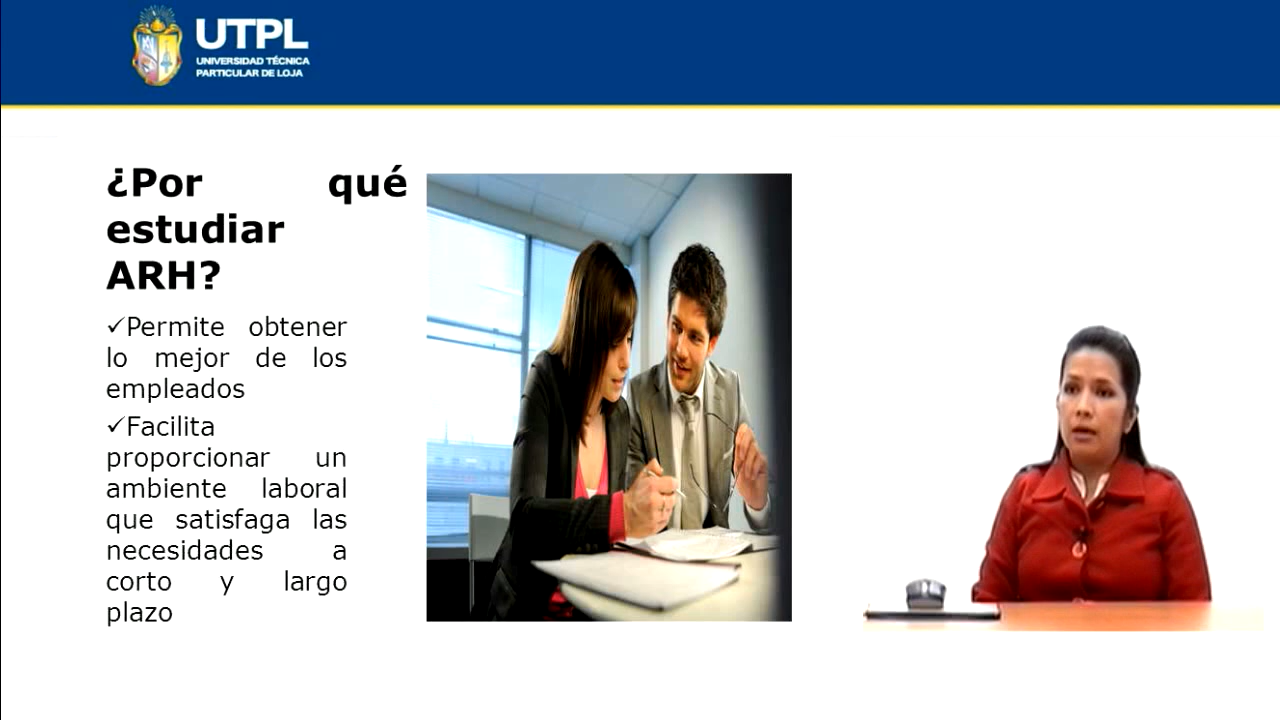 UTPL
UNIVERSIDAD TÉCNICA
PARTICULAR DE LOJA
¿Por qué
estudiar
ARH?
✓Permite obtener
lo mejor de los
empleados
✓Facilita
proporcionar un
ambiente laboral
que satisfaga las
necesidades a
corto y largo
plazo